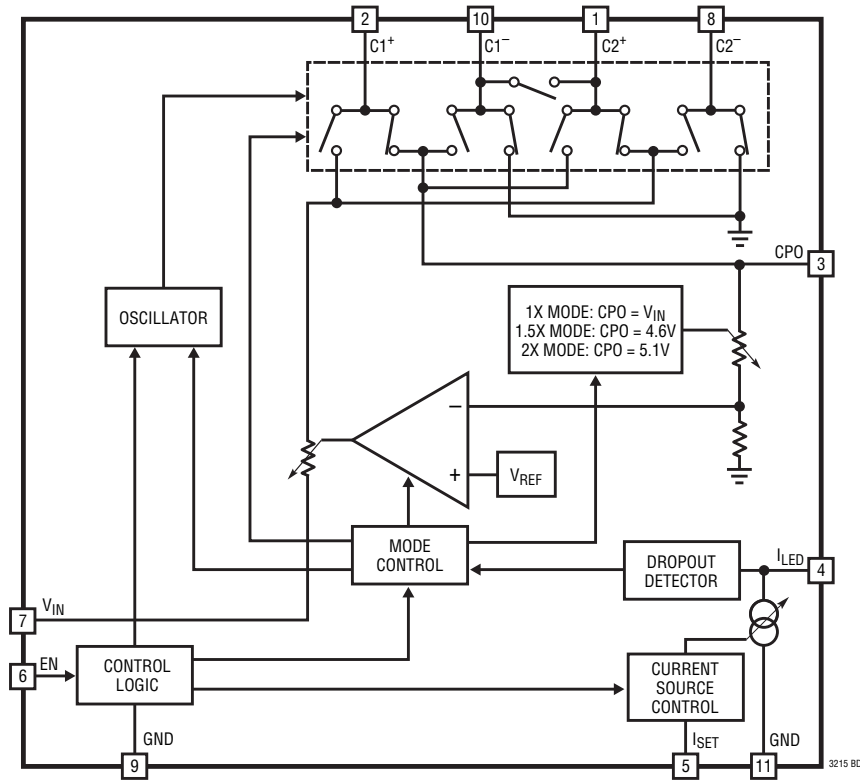 2
10
1
8
C1+
C1−
C2+
C2−
CPO
3
OSCILLATOR
1X MODE: CPO = VIN
1.5X MODE: CPO = 4.6V
2X MODE: CPO = 5.1V
−
+
VREF
MODE
CONTROL
DROPOUT
DETECTOR
ILED
4
7
VIN
6
EN
CONTROL
LOGIC
CURRENT
SOURCE
CONTROL
GND
9
ISET
5
GND
11
3215 BD